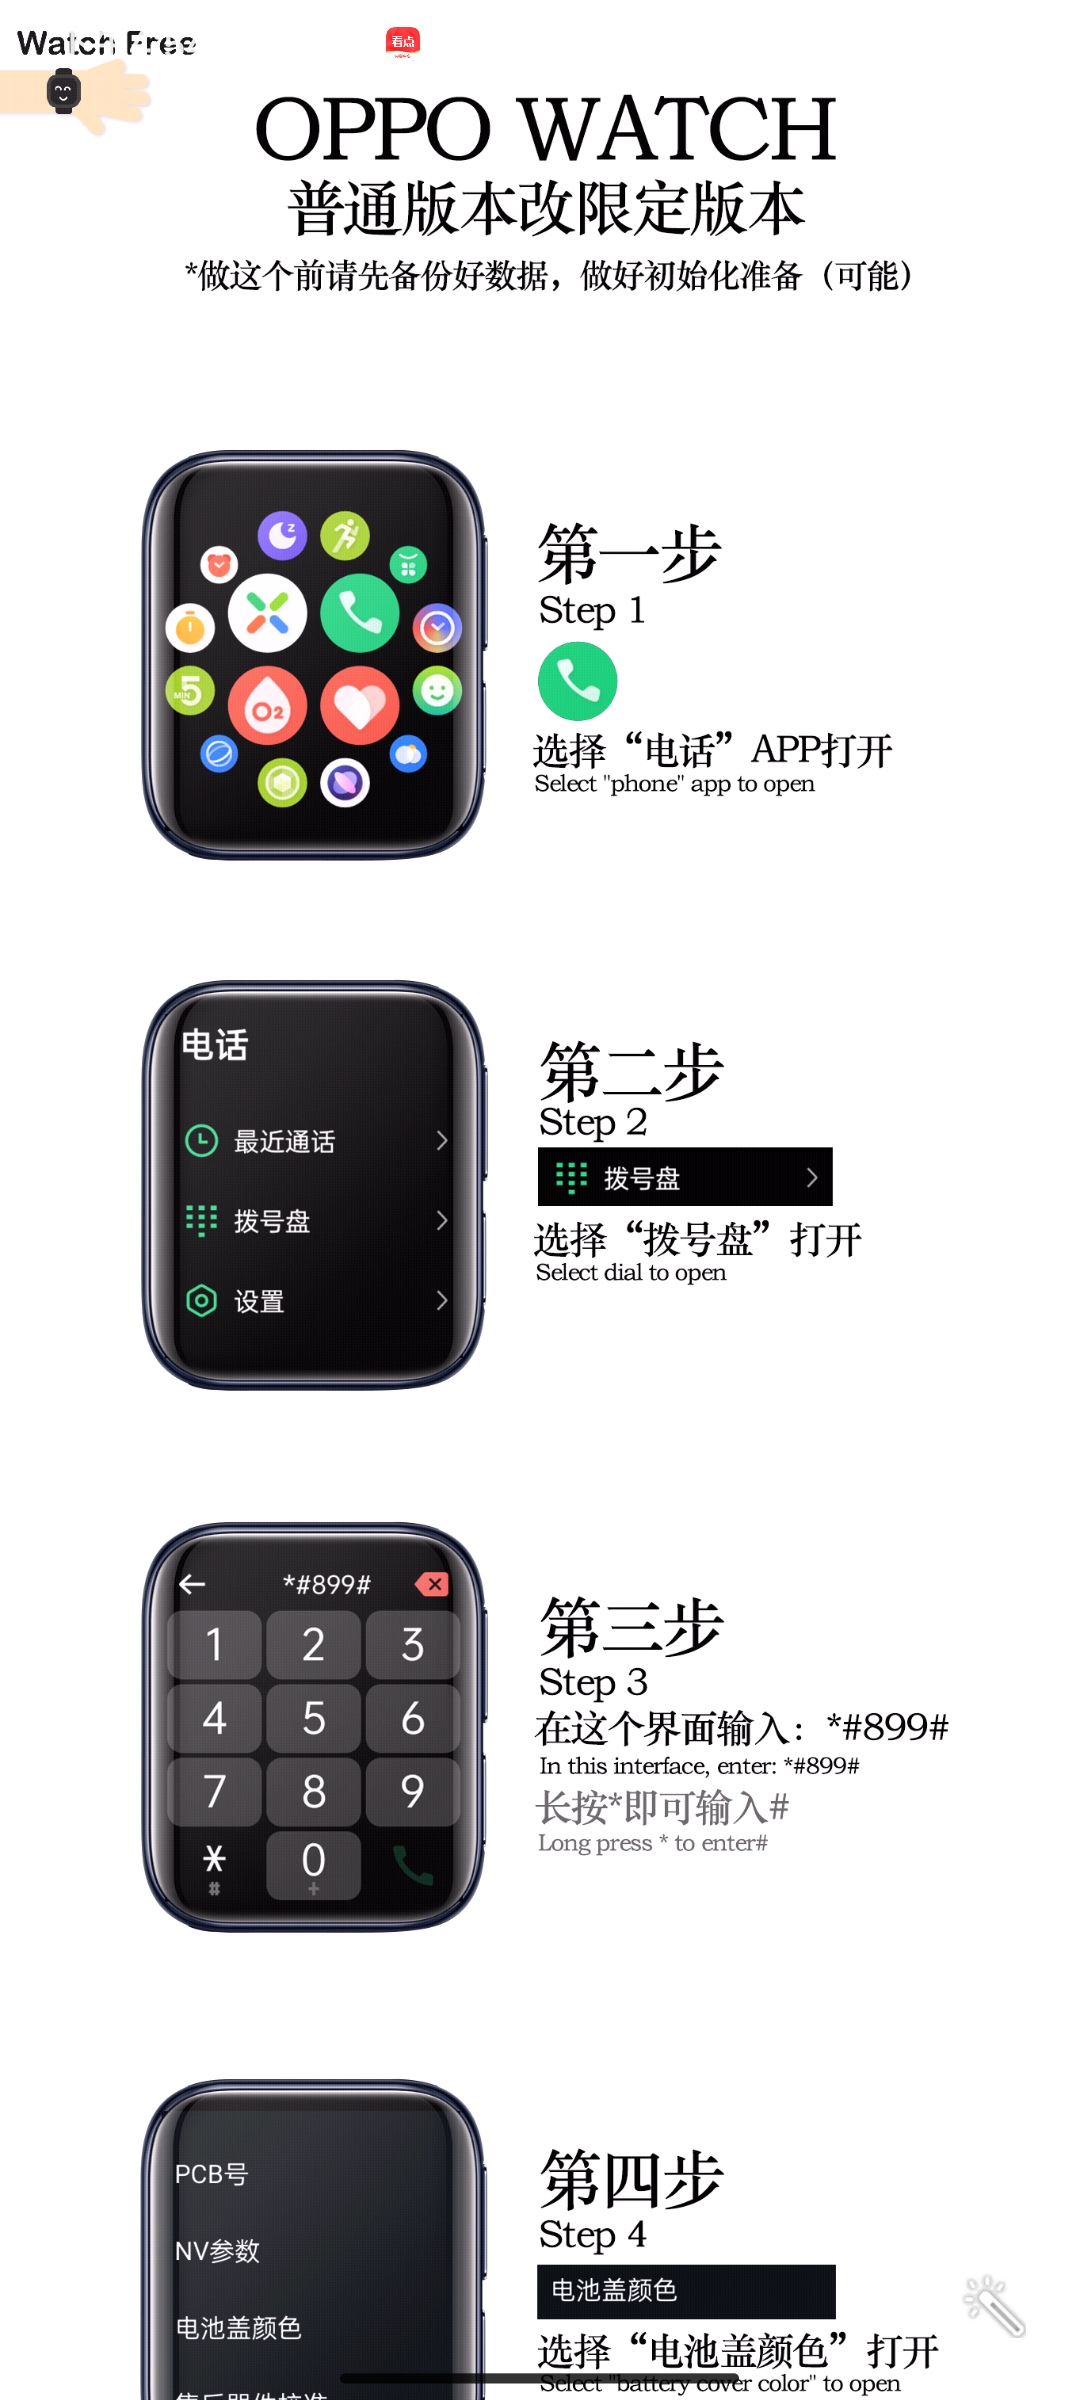 Watch Free
看点
OPPO WATCH
普通版本改限定版本
*做这个前请先备份好数据，做好初始化准备（可能）
第一步
Step 1
选择“电话”APP打开
Select "phone" app to open
5
MIN
O2
z
电话
最近通话
拨号盘
设置
第二步
Step 2
拨号盘
选择“拨号盘”打开
Select dial to open
*#899#
1 2 3
4 5 6
7 8 9
* 0
# +
第三步
Step 3
在这个界面输入：*#899#
In this interface, enter: *#899#
长按*即可输入#
Long press * to enter#
PCB号
NV参数
电池盖颜色
第四步
Step 4
电池盖颜色
选择“电池盖颜色”打开
Select "battery cover color" to open